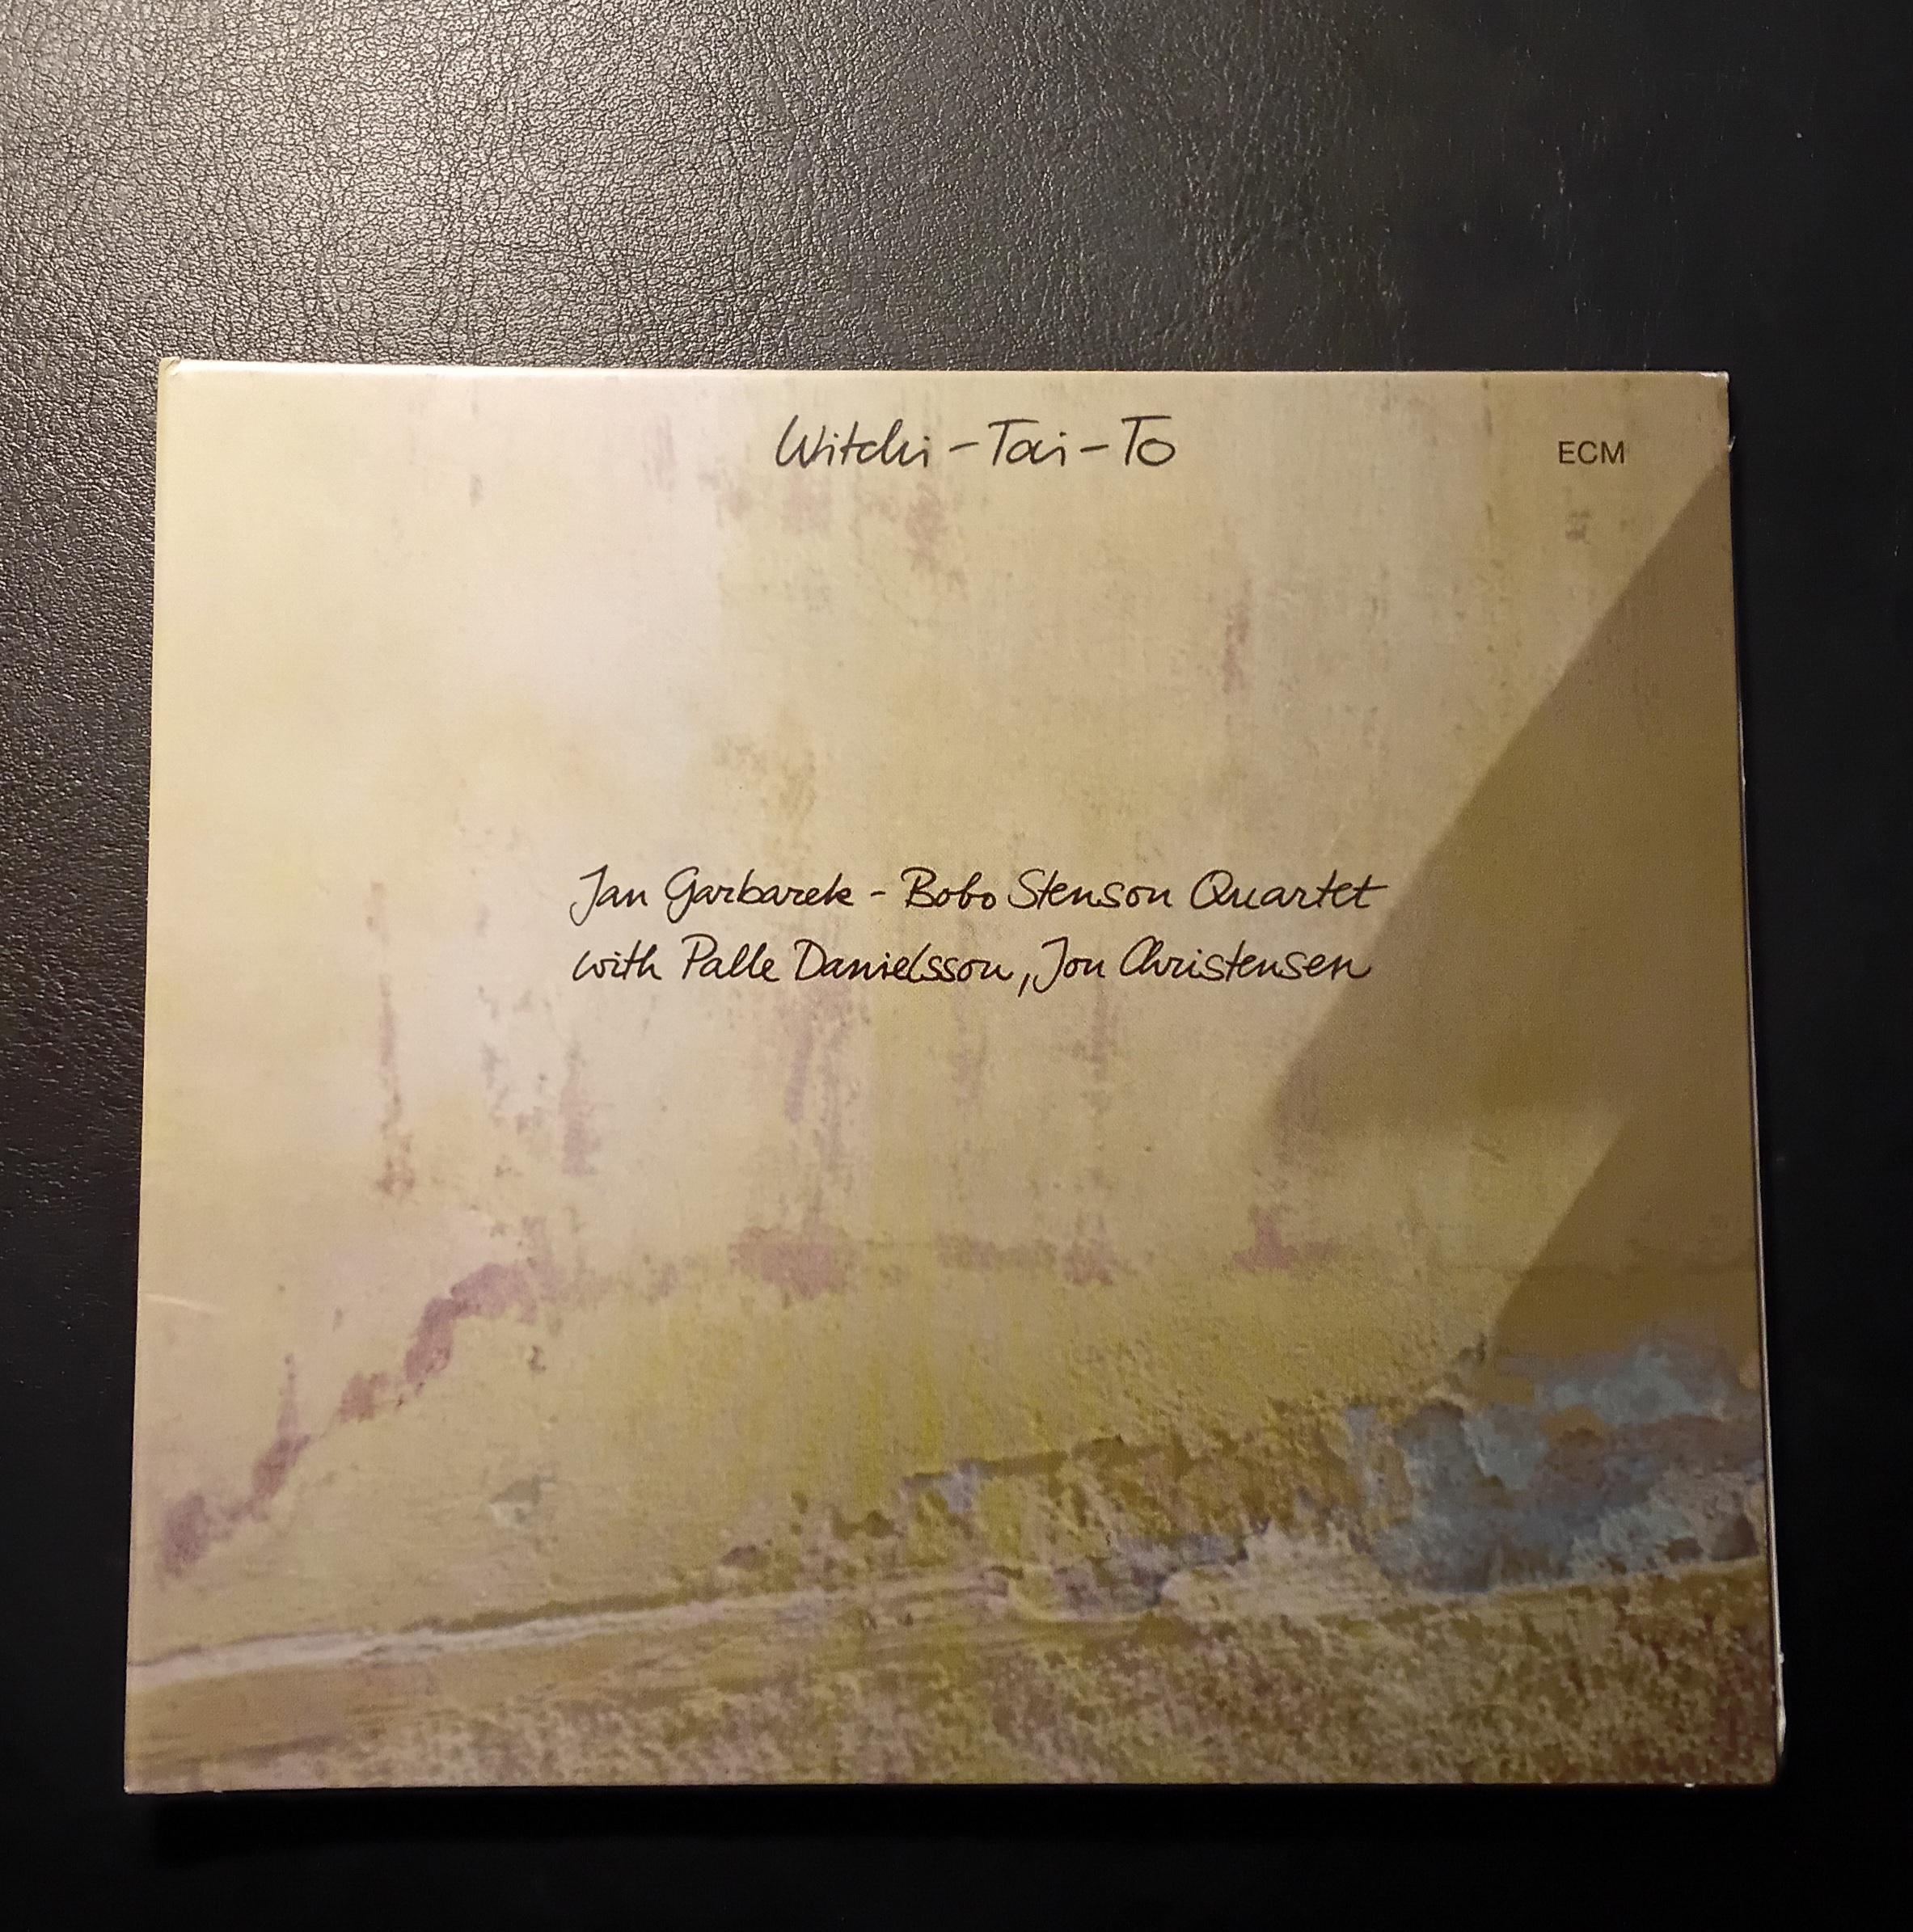 Witchi-Tai-To
ECM
Jan Garbarek - Bobo Stenson Quartet
with Palle Danielsson, Jon Christensen